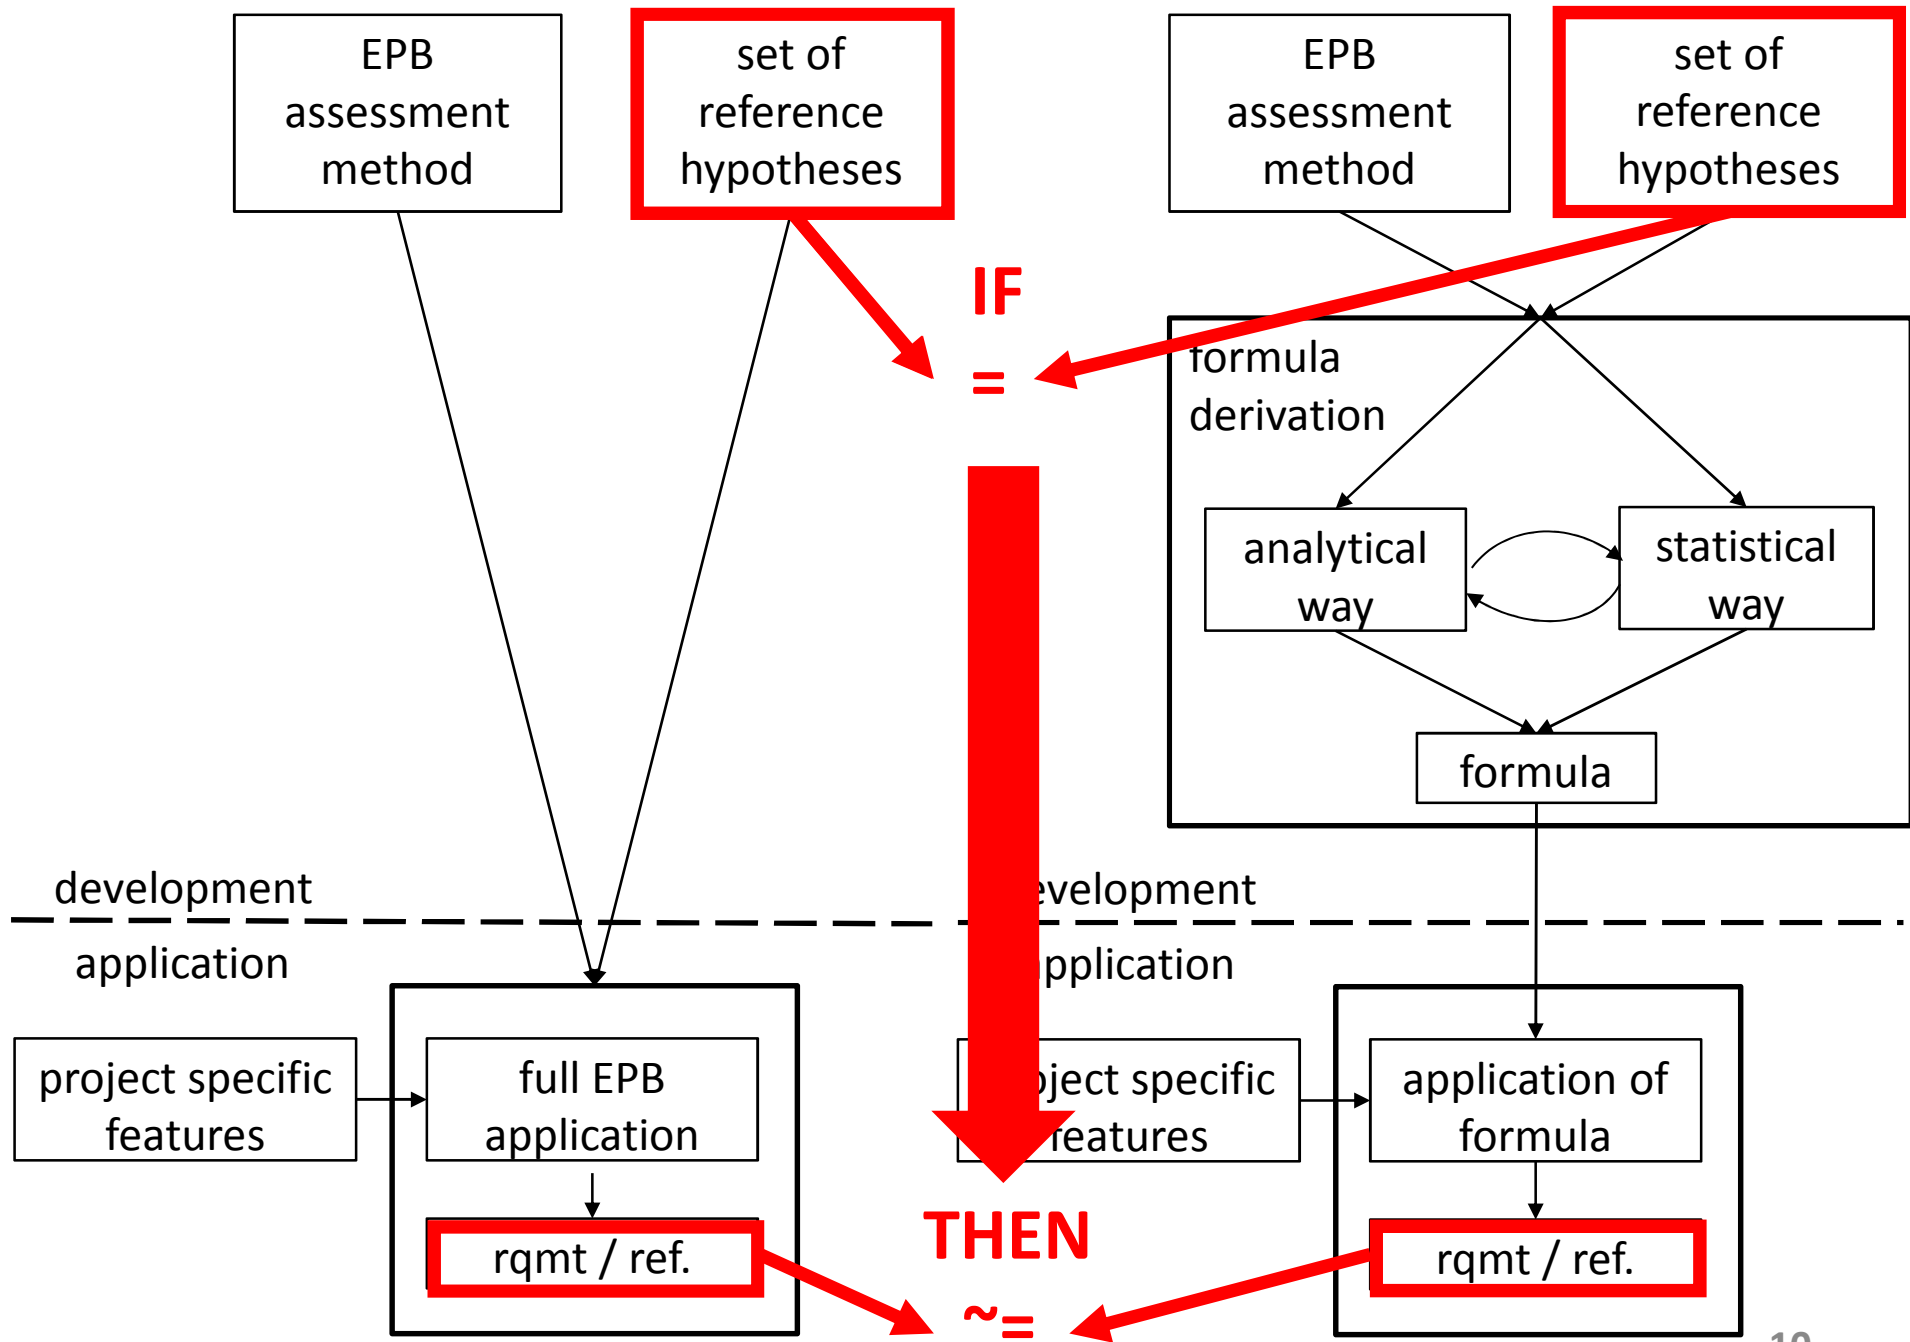 EPB
assessment
method
set of
reference
hypotheses
EPB
assessment
method
set of
reference
hypotheses
IF
=
formula
derivation
analytical
way
statistical
way
formula
development
evelopment
application
pplication
project specific
features
full EPB
application
rqmt / ref.
oject specific
features
application of
formula
rqmt / ref.
THEN
~=